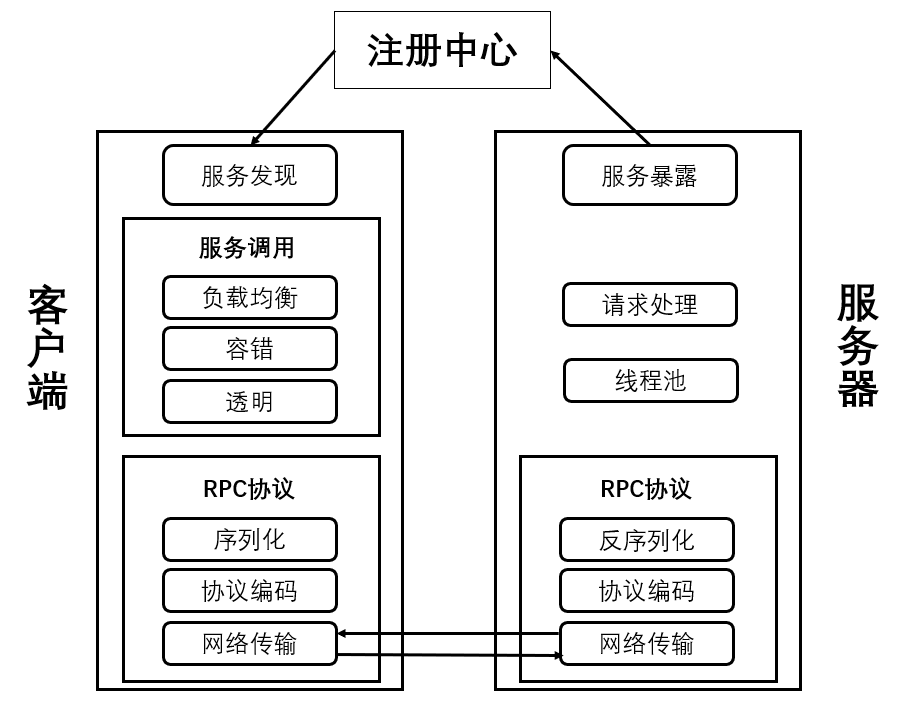 注册中心
客户端
服务发现
服务调用
负载均衡
容错
透明
RPC协议
序列化
协议编码
网络传输
服务暴露
请求处理
线程池
RPC协议
反序列化
协议编码
网络传输
服务器